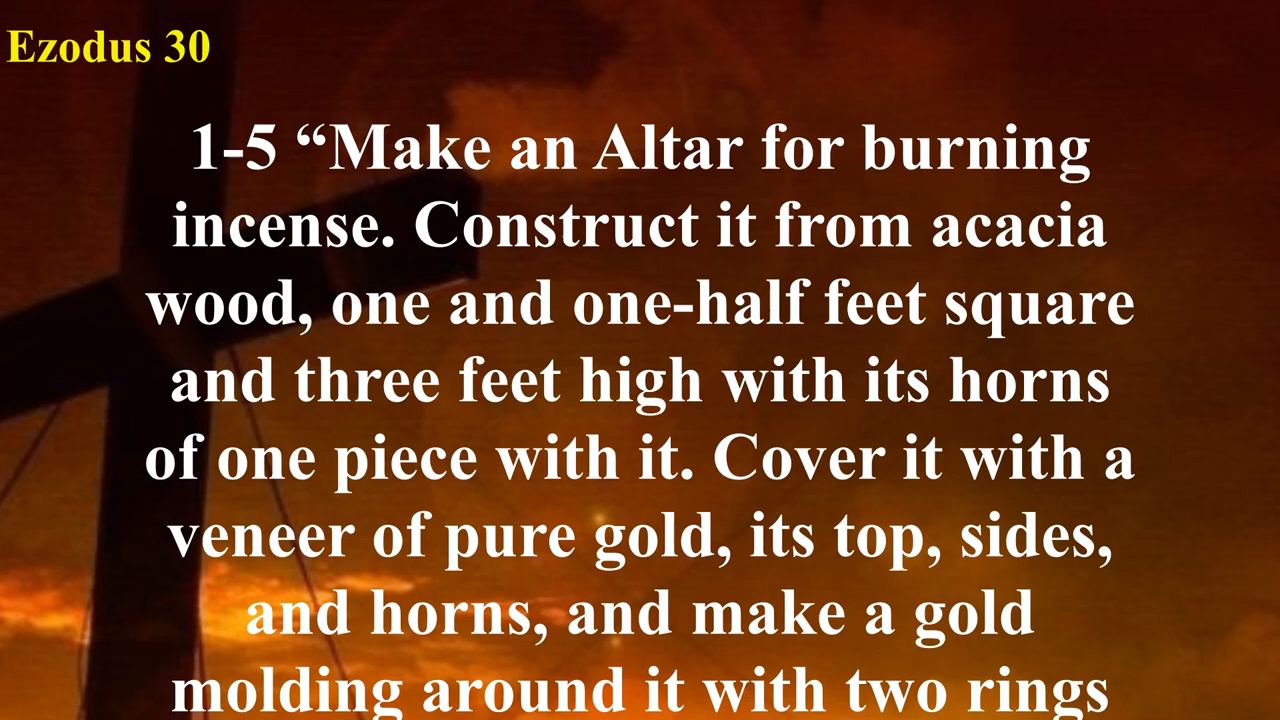 Ezodus 30
1-5 “Make an Altar for burning
incense. Construct it from acacia
wood, one and one-half feet square
and three feet high with its horns
of one piece with it. Cover it with a
veneer of pure gold, its top, sides,
and horns, and make a gold
molding around it with two rings